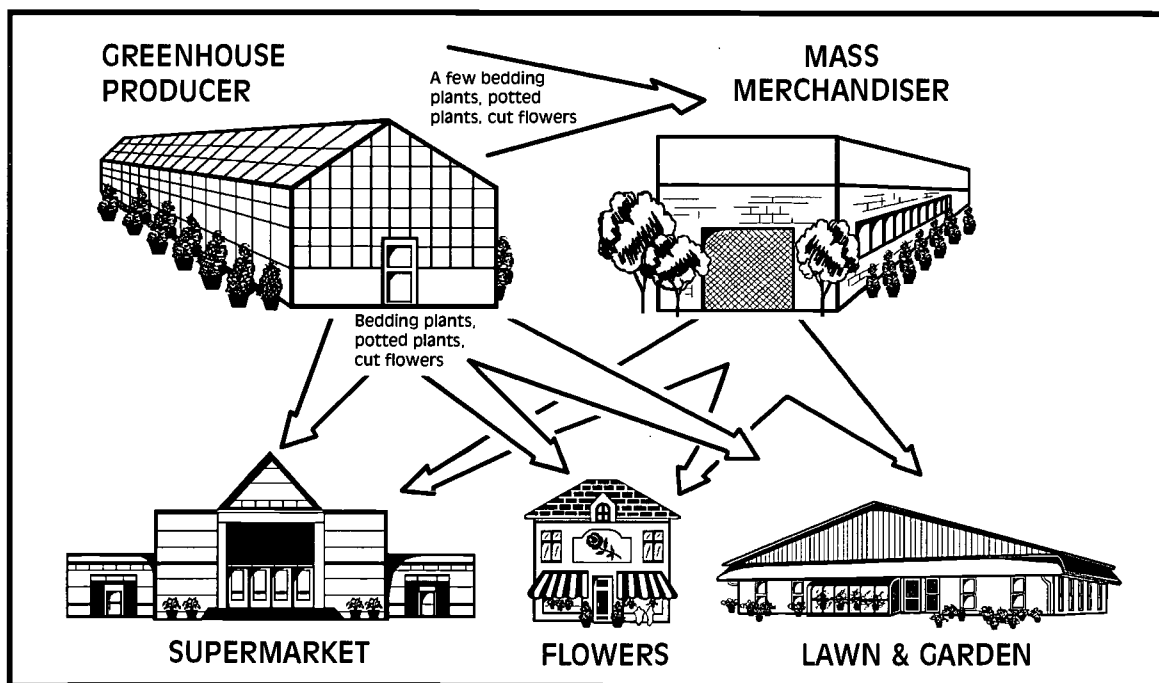 GREENHOUSE
PRODUCER
A few bedding
plants, potted
plants, cut flowers
MASS
MERCHANDISER
Bedding plants,
potted plants,
cut flowers
SUPERMARKET
FLOWERS
LAWN & GARDEN